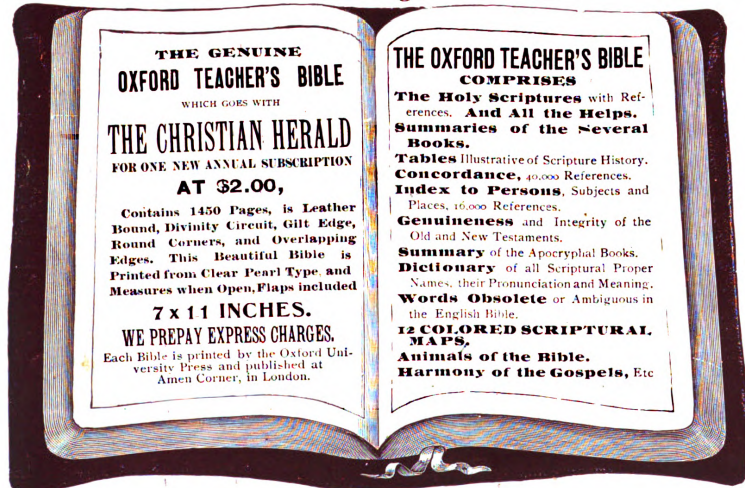 THE GENUINE
OXFORD TEACHER'S BIBLE
WHICH GOES WITH
THE CHRISTIAN HERALD
FOR ONE NEW ANNUAL SUBSCRIPTION
AT $2.00,
Contains 1450 Pages, is Leather
Bound, Divinity Circuit, Gilt Edge,
Round Corners, and Overlapping
Edges. This Beautiful Bible is
Printed from Clear Pearl Type, and
Measures when Open, Flaps included
7 x 11 INCHES.
WE PREPAY EXPRESS CHARGES.
Each Bible is printed by the Oxford Uni-
versity Press and published at
Amen Corner, in London.
THE OXFORD TEACHER'S BIBLE
COMPRISES
The Holy Scriptures with Ref-
erences. And All the Helps.
Summaries of the Several
Books.
Tables Illustrative of Scripture History.
Concordance, 40,000 References.
Index to Persons, Subjects and
Places, 16,000 References.
Genuineness and Integrity of the
Old and New Testaments.
Summary of the Apocryphal Books.
Dictionary of all Scriptural Proper
Names, their Pronunciation and Meaning.
Words Obsolete or Ambiguous in
the English Bible.
12 COLORED SCRIPTURAL
MAPS.
Animals of the Bible.
Harmony of the Gospels, Etc